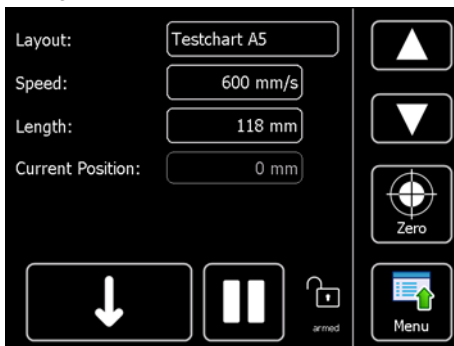 Layout: Testchart A5
Speed: 600 mm/s
Length: 118 mm
Current Position: 0 mm
Zero
armed
Menu